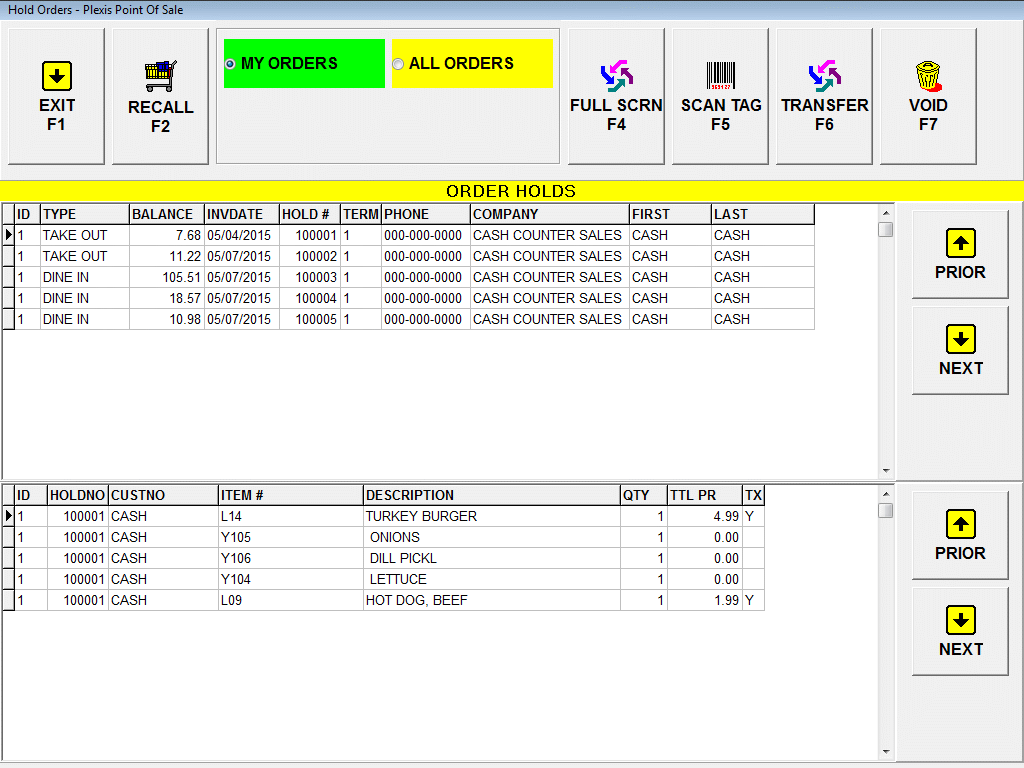 Hold Orders - Plexis Point Of Sale
EXIT
F1
RECALL
F2
MY ORDERS
ALL ORDERS
FULL SCRN
F4
SCAN TAG
F5
TRANSFER
F6
VOID
F7
ORDER HOLDS
ID TYPE BALANCE INVDATE HOLD # TERM PHONE COMPANY FIRST LAST
1 TAKE OUT 7.68 05/04/2015 100001 1 000-000-0000 CASH COUNTER SALES CASH CASH
1 TAKE OUT 11.22 05/07/2015 100002 1 000-000-0000 CASH COUNTER SALES CASH CASH
1 DINE IN 105.51 05/07/2015 100003 1 000-000-0000 CASH COUNTER SALES CASH CASH
1 DINE IN 18.57 05/07/2015 100004 1 000-000-0000 CASH COUNTER SALES CASH CASH
1 DINE IN 10.98 05/07/2015 100005 1 000-000-0000 CASH COUNTER SALES CASH CASH
PRIOR
NEXT
ID HOLDNO CUSTNO ITEM # DESCRIPTION QTY TTL PR TX
1 100001 CASH L14 TURKEY BURGER 1 4.99 Y
1 100001 CASH Y105 ONIONS 1 0.00
1 100001 CASH Y106 DILL PICKL 1 0.00
1 100001 CASH Y104 LETTUCE 1 0.00
1 100001 CASH L09 HOT DOG, BEEF 1 1.99 Y
PRIOR
NEXT